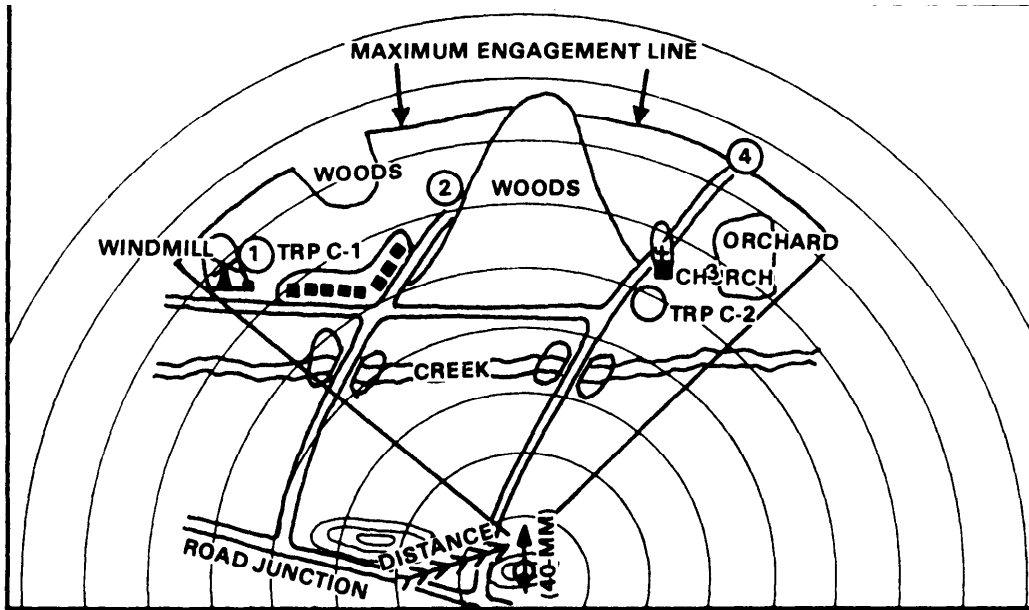 MAXIMUM ENGAGEMENT LINE
4
WOODS
2
WOODS
WINDMILL
1
TRP C-1
ORCHARD
CHURCH
3
TRP C-2
CREEK
DISTANCE
(40-MM)
ROAD JUNCTION